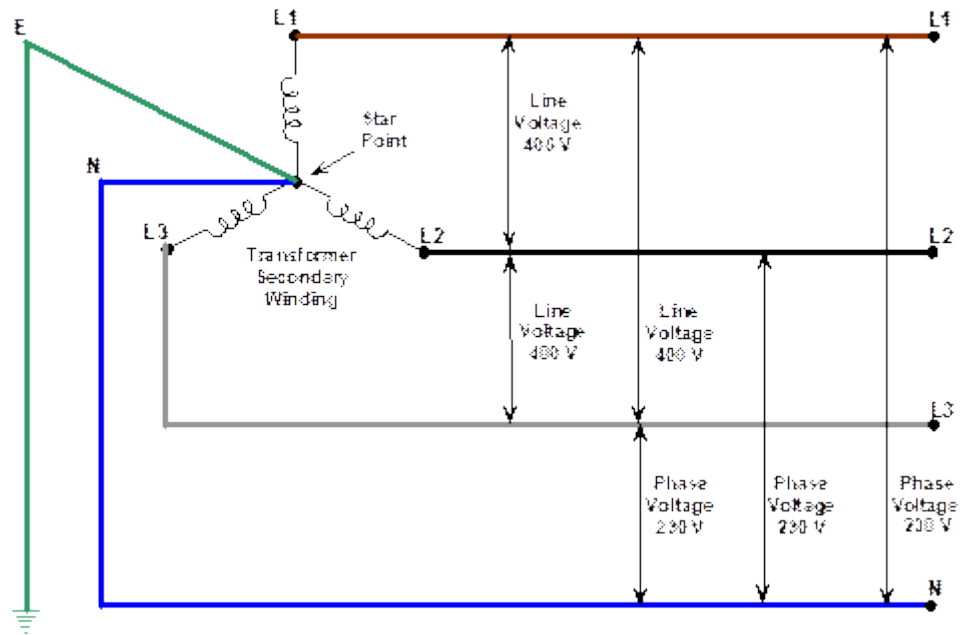 L1
L1
E
Line
Voltage
400 V
Star
Point
N
L3
L2
L2
Transformer
Secondary
Winding
Line
Voltage
400 V
Line
Voltage
400 V
L3
Phase
Voltage
230 V
Phase
Voltage
230 V
Phase
Voltage
230 V
N